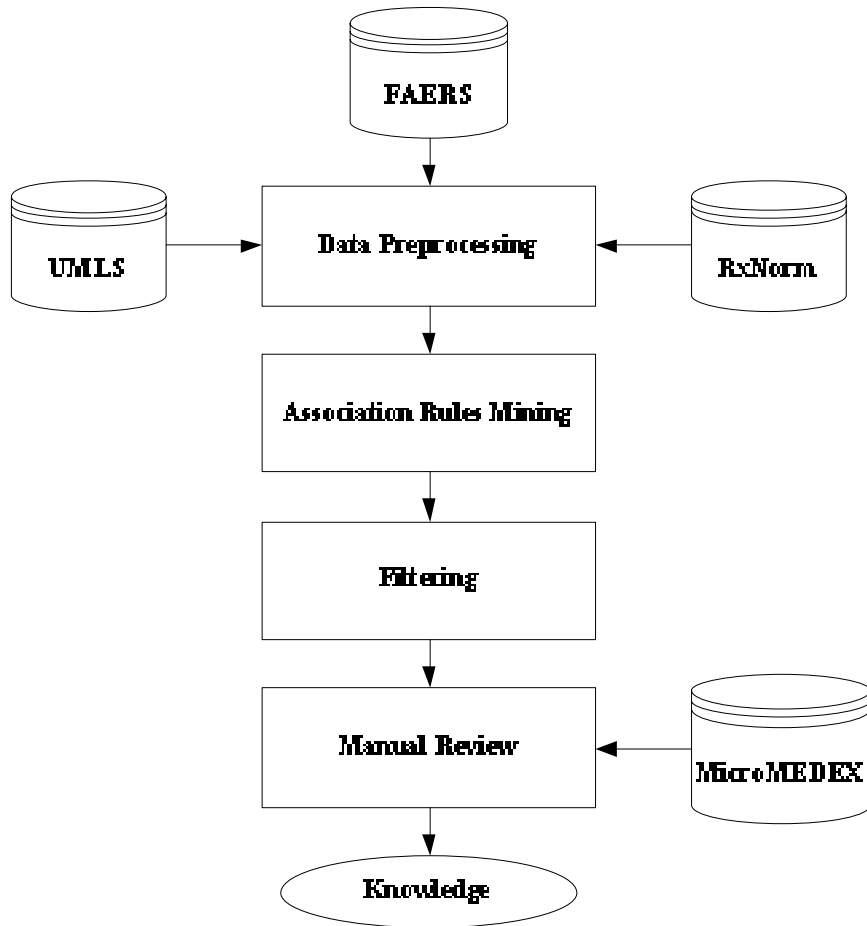 FAERS
UMLS
Data Preprocessing
RxNorm
Association Rules Mining
Filtering
Manual Review
MicroMEDEX
Knowledge